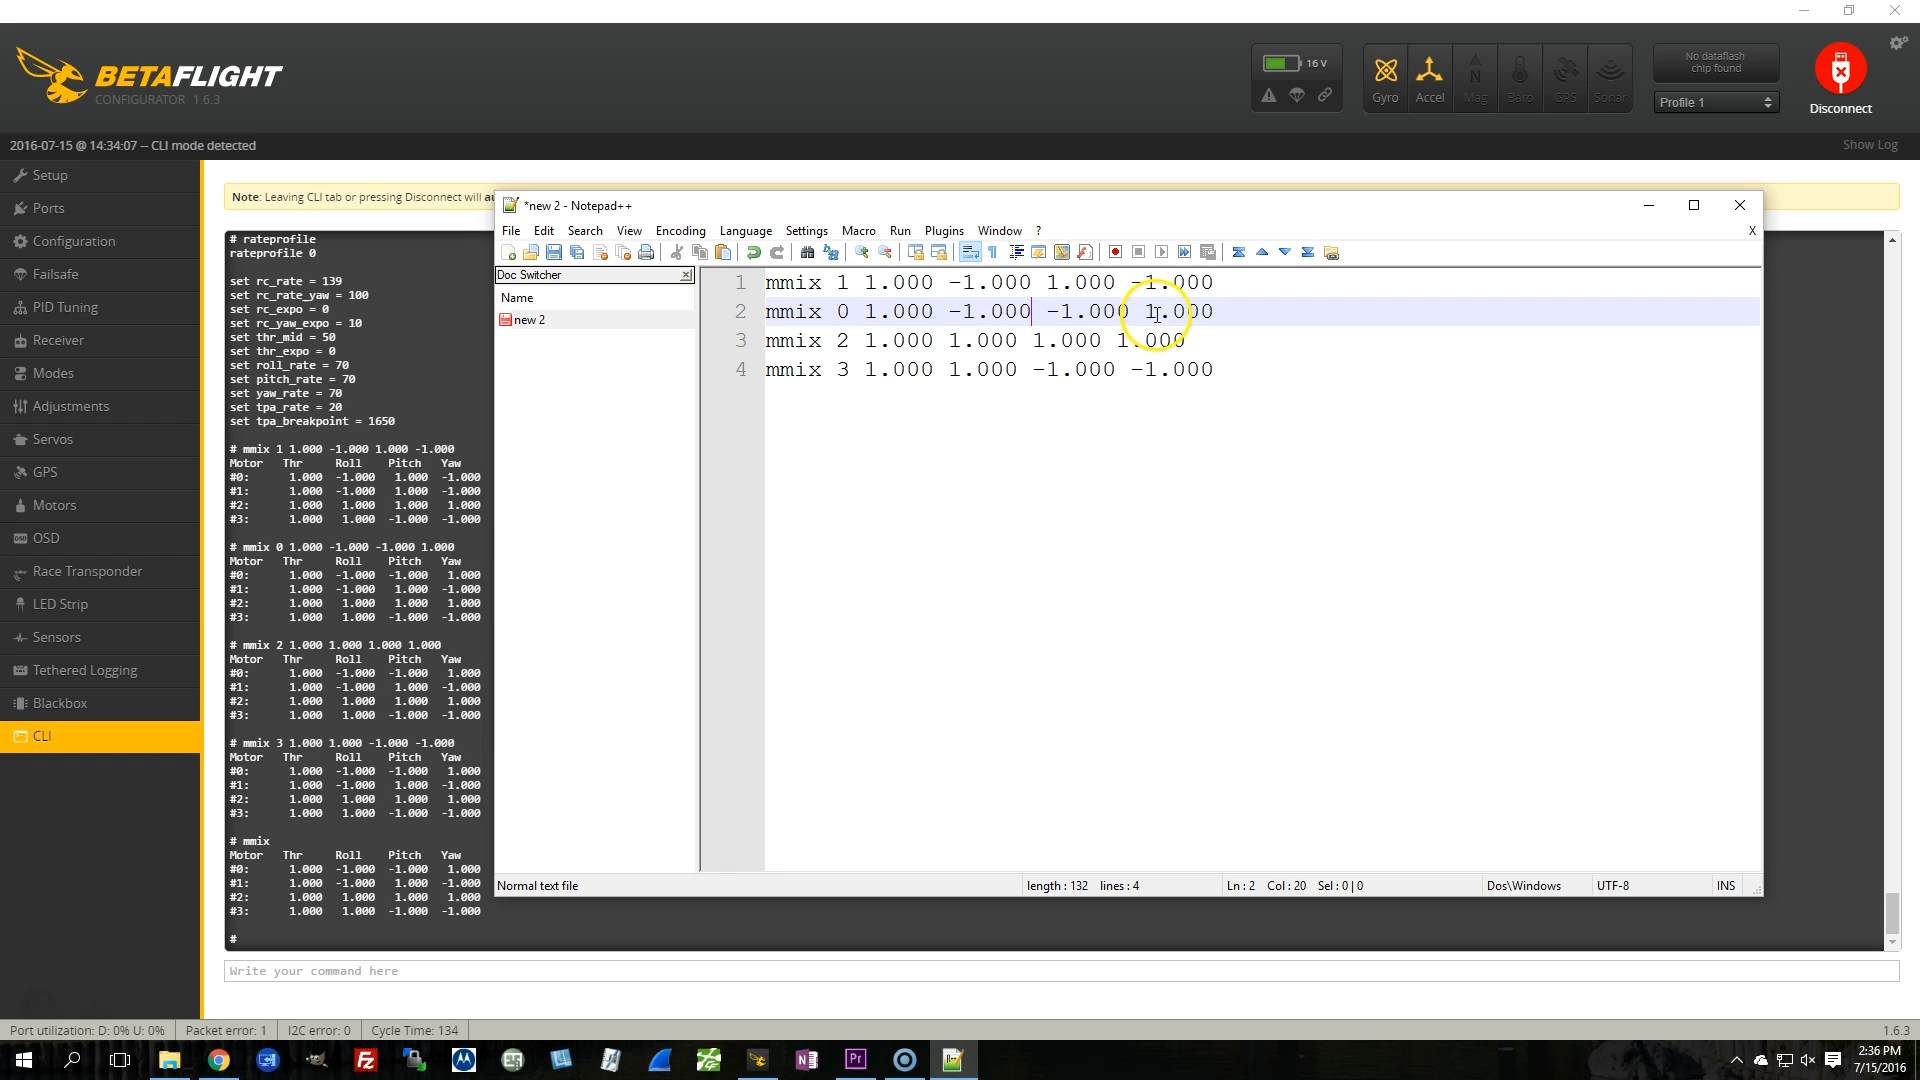 BETAFLIGHT
CONFIGURATOR 1.6.3
16 V
Gyro
Accel
Mag
Baro
GPS
Sonar
No dataflash
chip found
Profile 1
Disconnect
2016-07-15 @ 14:34:07 -- CLI mode detected
Show Log
Setup
Ports
Configuration
Failsafe
PID Tuning
Receiver
Modes
Adjustments
Servos
GPS
Motors
OSD
Race Transponder
LED Strip
Sensors
Tethered Logging
Blackbox
CLI
Note: Leaving CLI tab or pressing Disconnect will
# rateprofile
rateprofile 0
set rc_rate = 139
set rc_rate_yaw = 100
set rc_expo = 0
set rc_yaw_expo = 10
set thr_mid = 50
set thr_expo = 0
set roll_rate = 70
set pitch_rate = 70
set yaw_rate = 70
set tpa_rate = 20
set tpa_breakpoint = 1650
# mmix 1 1.000 -1.000 1.000 -1.000
Motor Thr Roll Pitch Yaw
#0: 1.000 -1.000 1.000 -1.000
#1: 1.000 -1.000 1.000 -1.000
#2: 1.000 1.000 1.000 1.000
#3: 1.000 1.000 -1.000 -1.000
# mmix 0 1.000 -1.000 -1.000 1.000
Motor Thr Roll Pitch Yaw
#0: 1.000 -1.000 -1.000 1.000
#1: 1.000 -1.000 1.000 -1.000
#2: 1.000 1.000 1.000 1.000
#3: 1.000 1.000 -1.000 -1.000
# mmix 2 1.000 1.000 1.000 1.000
Motor Thr Roll Pitch Yaw
#0: 1.000 -1.000 -1.000 1.000
#1: 1.000 -1.000 1.000 -1.000
#2: 1.000 1.000 1.000 1.000
#3: 1.000 1.000 -1.000 -1.000
# mmix 3 1.000 1.000 -1.000 -1.000
Motor Thr Roll Pitch Yaw
#0: 1.000 -1.000 -1.000 1.000
#1: 1.000 -1.000 1.000 -1.000
#2: 1.000 1.000 1.000 1.000
#3: 1.000 1.000 -1.000 -1.000
# mmix
Motor Thr Roll Pitch Yaw
#0: 1.000 -1.000 -1.000 1.000
#1: 1.000 -1.000 1.000 -1.000
#2: 1.000 1.000 1.000 1.000
#3: 1.000 1.000 -1.000 -1.000
#
Write your command here
*new 2 - Notepad++
File Edit Search View Encoding Language Settings Macro Run Plugins Window ? X
Doc Switcher
Name
new 2
1 mmix 1 1.000 -1.000 1.000 -1.000
2 mmix 0 1.000 -1.000 -1.000 1.000
3 mmix 2 1.000 1.000 1.000 1.000
4 mmix 3 1.000 1.000 -1.000 -1.000
Normal text file length : 132 lines : 4 Ln : 2 Col : 20 Sel : 0 | 0 Dos\Windows UTF-8 INS
Port utilization: D: 0% U: 0% Packet error: 1 I2C error: 0 Cycle Time: 134 1.6.3
2:36 PM
7/15/2016